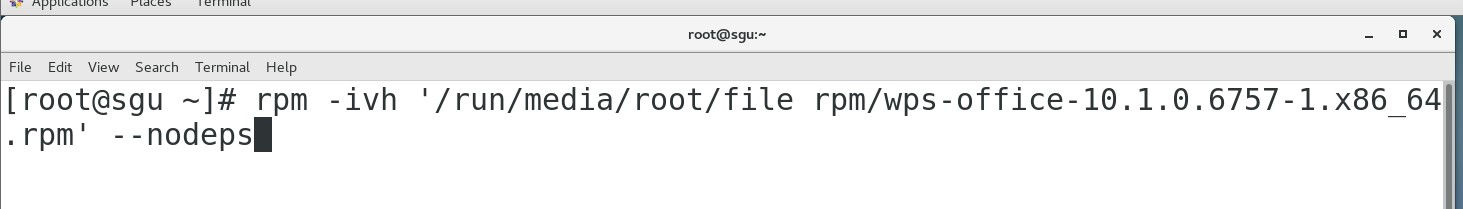 Applications Places Terminal
root@sgu:~
File Edit View Search Terminal Help
[root@sgu ~]# rpm -ivh '/run/media/root/file rpm/wps-office-10.1.0.6757-1.x86_64
.rpm' --nodeps